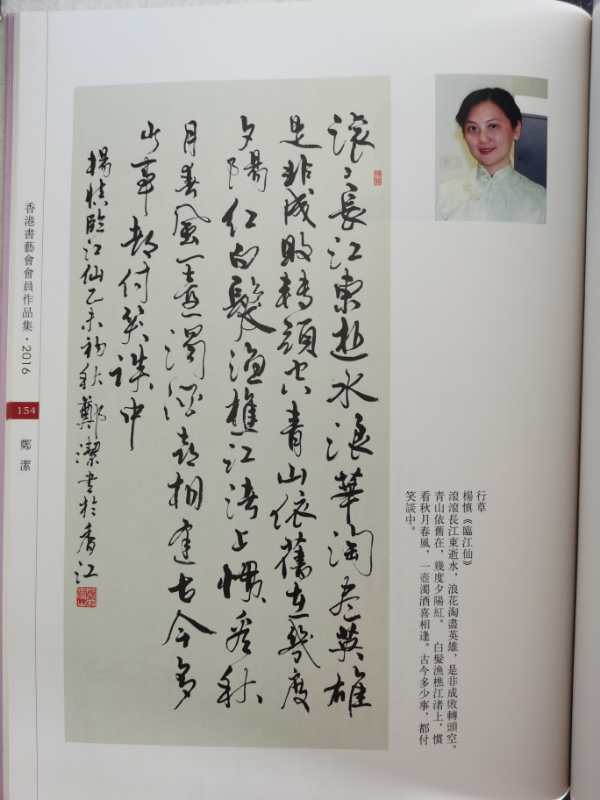 行草
楊慎《臨江仙》
滾滾長江東逝水，浪花淘盡英雄，是非成敗轉頭空。
青山依舊在，幾度夕陽紅。 白髮漁樵江渚上，慣
看秋月春風，一壺濁酒喜相逢。古今多少事，都付
笑談中。
滚〻長江東逝水浪華淘盡英雄
是非成敗轉頭空青山依舊在幾度
夕陽紅白髮漁樵江渚上慣看秋
月春風一壺濁酒喜相逢古今多
少事都付笑談中
楊慎臨江仙乙未初秋鄭潔書於香江
香港書藝會會員作品集·2016
154
鄭 潔